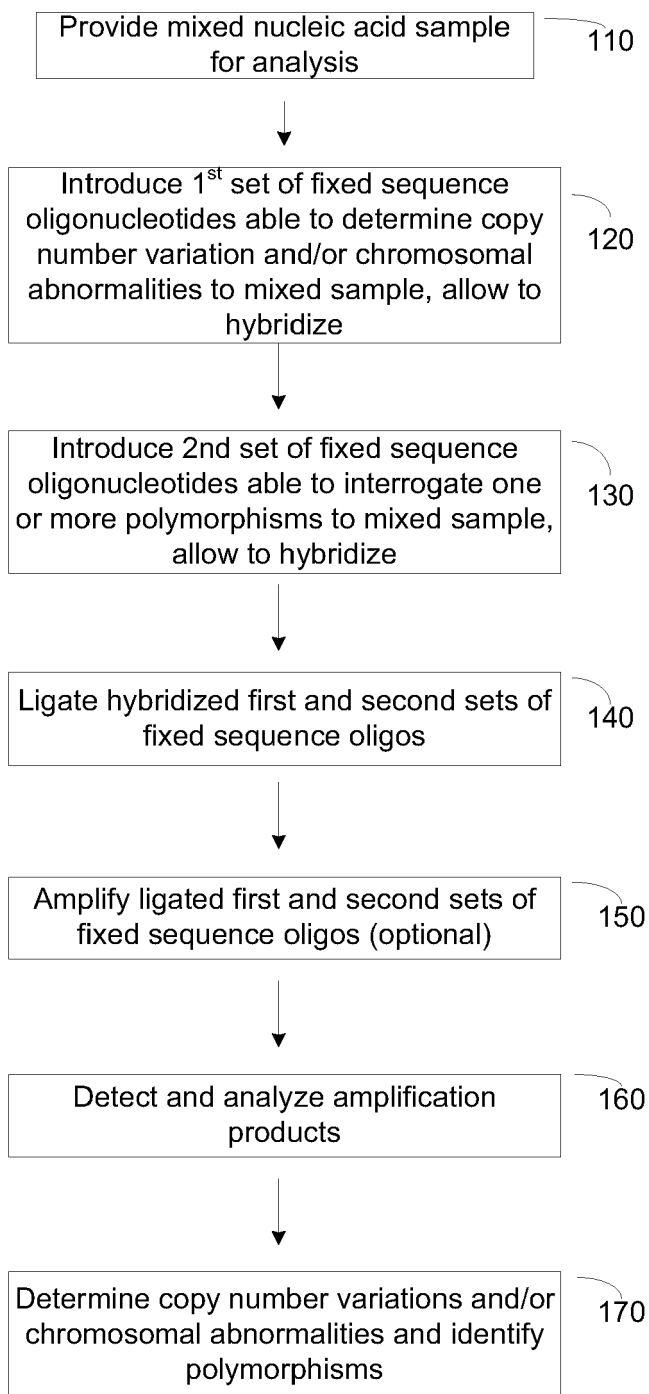 Provide mixed nucleic acid sample
for analysis
110
Introduce 1st set of fixed sequence
oligonucleotides able to determine copy
number variation and/or chromosomal
abnormalities to mixed sample, allow to
hybridize
120
Introduce 2nd set of fixed sequence
oligonucleotides able to interrogate one
or more polymorphisms to mixed sample,
allow to hybridize
130
Ligate hybridized first and second sets of
fixed sequence oligos
140
Amplify ligated first and second sets of
fixed sequence oligos (optional)
150
Detect and analyze amplification
products
160
Determine copy number variations and/or
chromosomal abnormalities and identify
polymorphisms
170